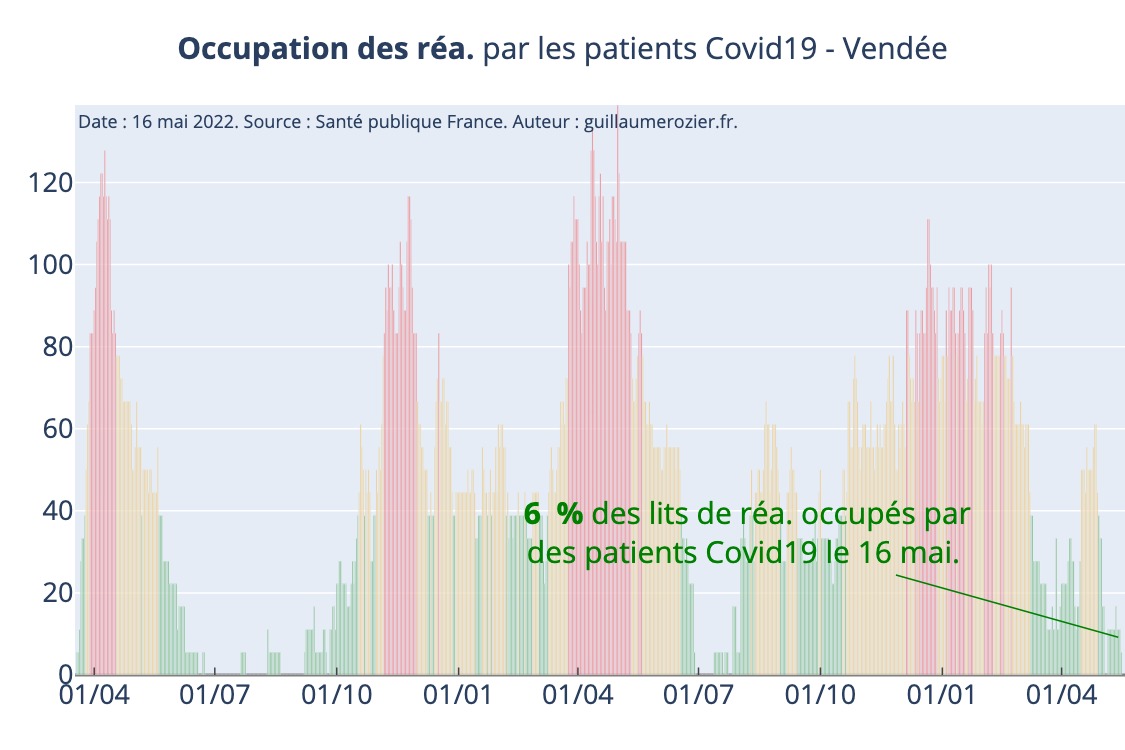 Occupation des réa. par les patients Covid19 - Vendée
Date : 16 mai 2022. Source : Santé publique France. Auteur : guillaumerozier.fr.
120
100
80
60
40
20
0
6 % des lits de réa. occupés par
des patients Covid19 le 16 mai.
01/04 01/07 01/10 01/01 01/04 01/07 01/10 01/01 01/04